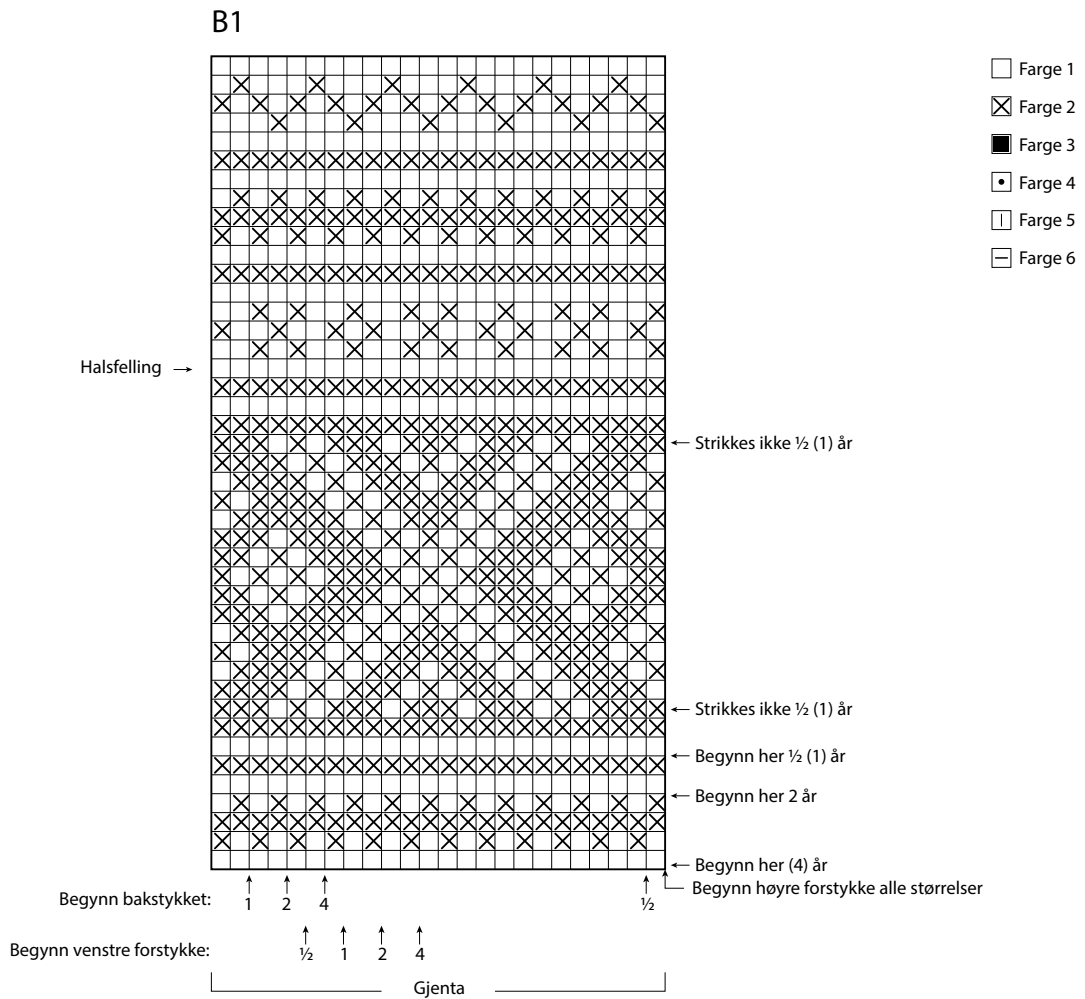 B1
Farge 1
Farge 2
Farge 3
Farge 4
Farge 5
Farge 6
Halsfelling
Strikkes ikke ½ (1) år
Strikkes ikke ½ (1) år
Begynn her ½ (1) år
Begynn her 2 år
Begynn her (4) år
Begynn høyre forstykke alle størrelser
Begynn bakstykket: 1 2 4 ½
Begynn venstre forstykke: ½ 1 2 4
Gjenta